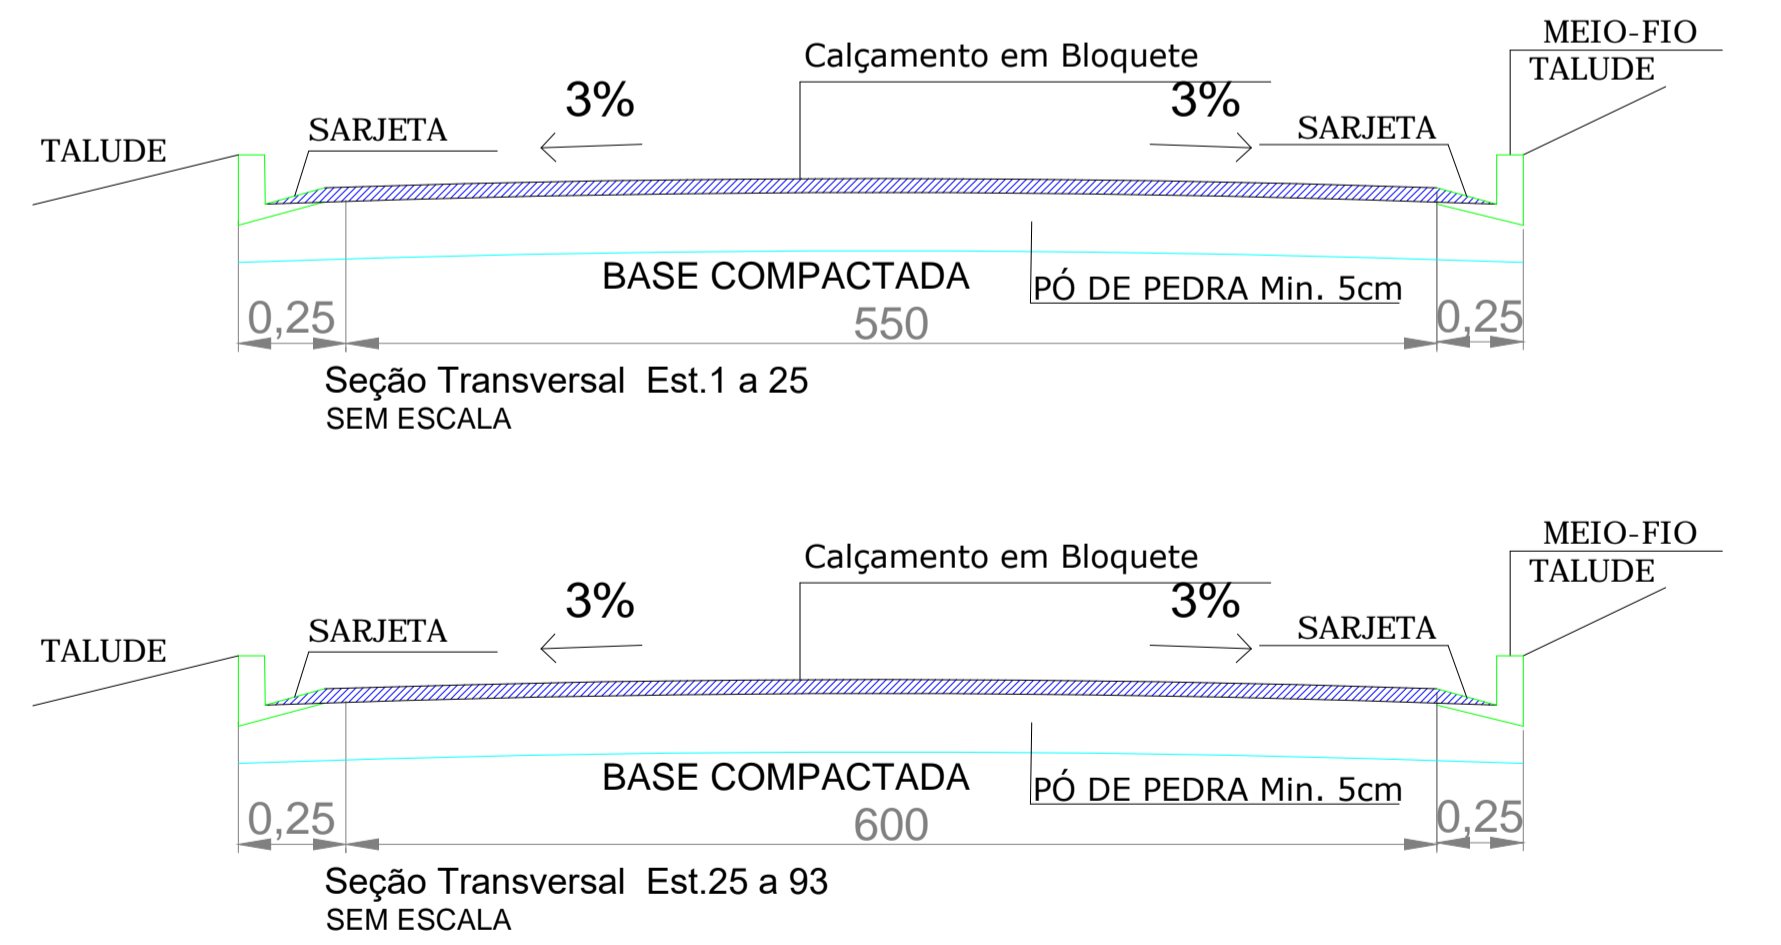 MEIO-FIO
Calçamento em Bloquete
TALUDE
3%
3%
SARJETA
SARJETA
TALUDE
BASE COMPACTADA
PÓ DE PEDRA Min. 5cm
0,25
550
0,25
Seção Transversal Est.1 a 25
SEM ESCALA
MEIO-FIO
Calçamento em Bloquete
TALUDE
3%
3%
SARJETA
SARJETA
TALUDE
BASE COMPACTADA
PÓ DE PEDRA Min. 5cm
0,25
600
0,25
Seção Transversal Est.25 a 93
SEM ESCALA